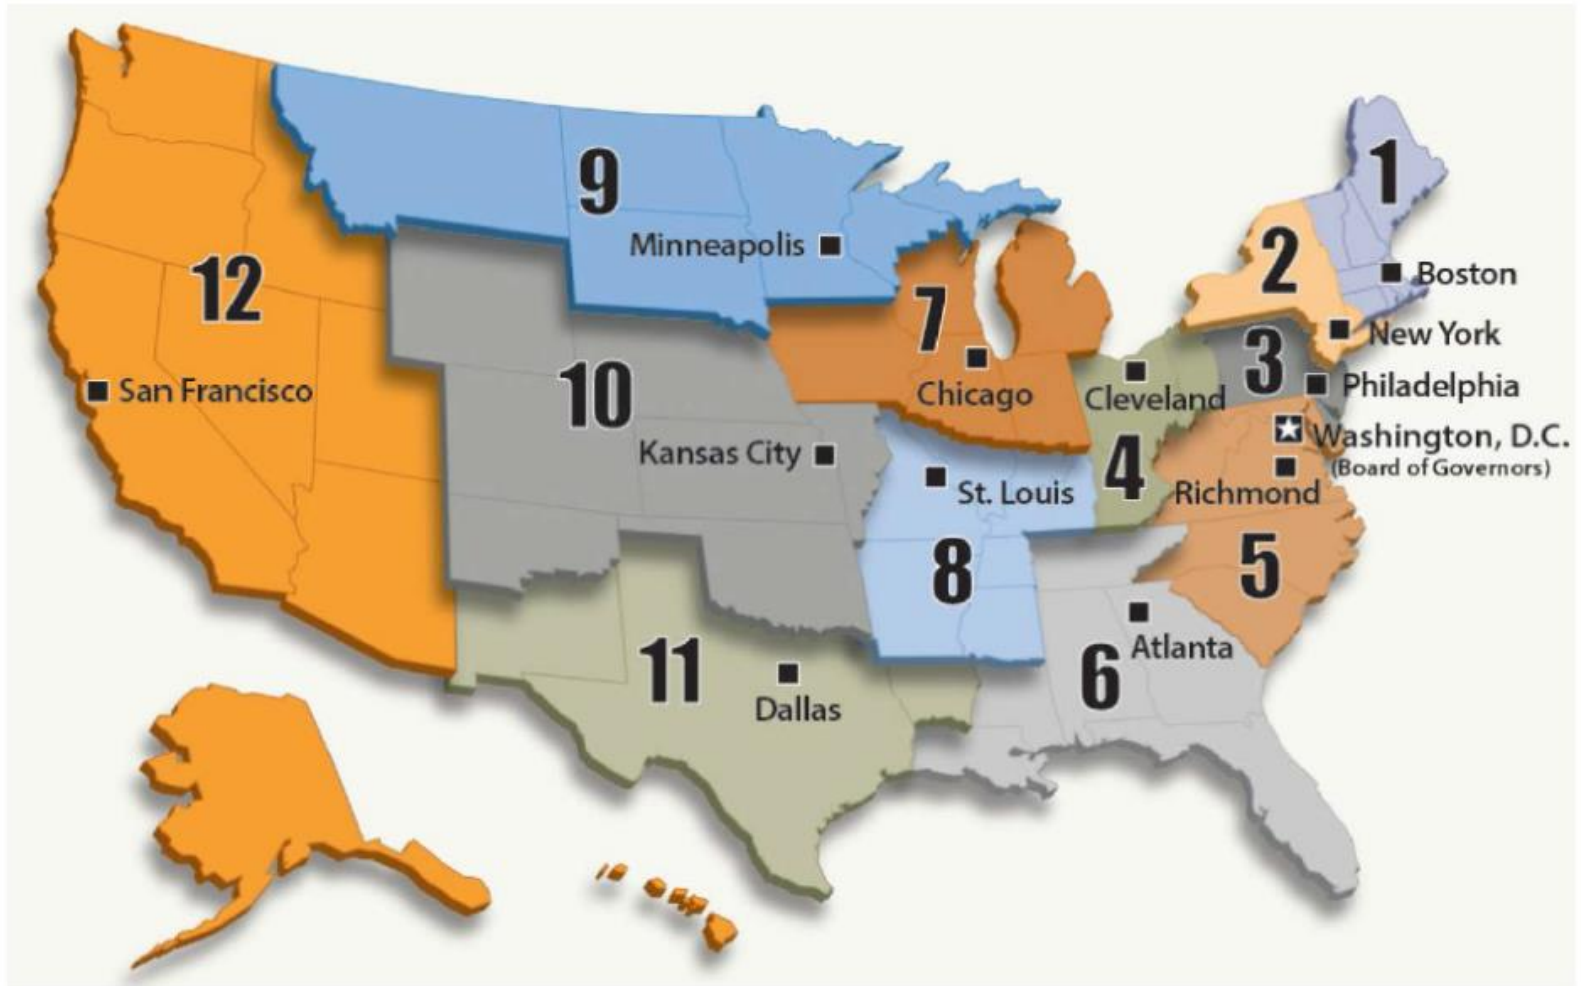 1
9
2
Minneapolis
12
Boston
7
New York
3
10
San Francisco
Chicago
Cleveland
Philadelphia
Washington, D.C.
(Board of Governors)
Kansas City
4
St. Louis
Richmond
8
5
11
Atlanta
6
Dallas